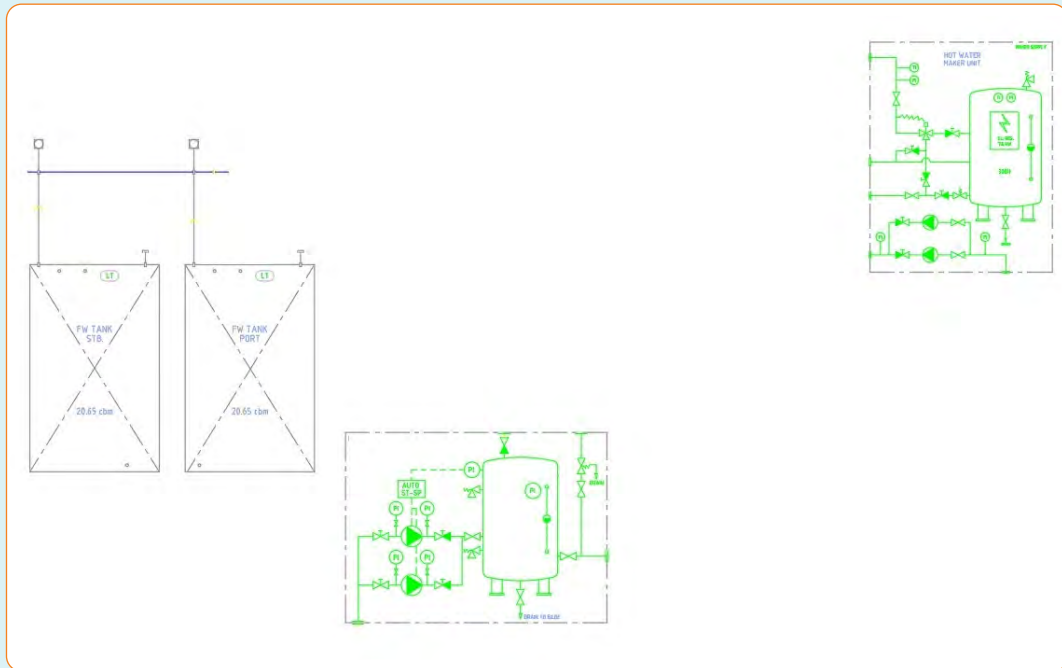 HOT WATER
MAKER UNIT
LT
LT
FW TANK
STB.
FW TANK
PORT
20.65 cbm
20.65 cbm
PI
AUTO
ST-SP
PI
PI
PI
PI
PI
DRAIN TO BILGE